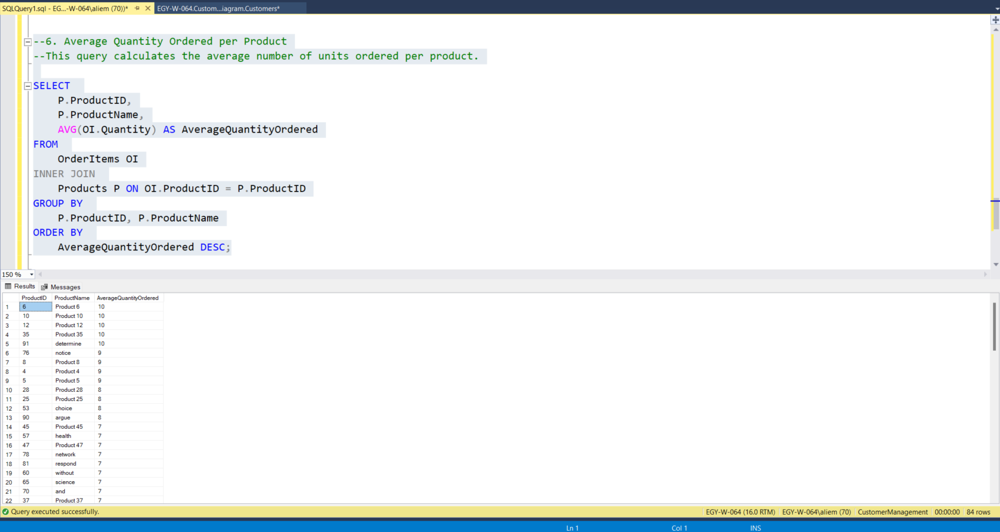 SQLQuery1.sql - EG...-W-064\aliem (70))* EGY-W-064.Custom...iagram.Customers*
--6. Average Quantity Ordered per Product
--This query calculates the average number of units ordered per product.
SELECT
P.ProductID,
P.ProductName,
AVG(OI.Quantity) AS AverageQuantityOrdered
FROM
OrderItems OI
INNER JOIN
Products P ON OI.ProductID = P.ProductID
GROUP BY
P.ProductID, P.ProductName
ORDER BY
AverageQuantityOrdered DESC;
150 %
Results Messages
ProductID ProductName AverageQuantityOrdered
1 6 Product 6 10
2 10 Product 10 10
3 12 Product 12 10
4 35 Product 35 10
5 91 determine 10
6 76 notice 9
7 8 Product 8 9
8 4 Product 4 9
9 5 Product 5 9
10 28 Product 28 8
11 25 Product 25 8
12 53 choice 8
13 90 argue 8
14 45 Product 45 7
15 57 health 7
16 47 Product 47 7
17 78 network 7
18 81 respond 7
19 60 without 7
20 65 science 7
21 70 and 7
22 37 Product 37 7
Query executed successfully. EGY-W-064 (16.0 RTM) EGY-W-064\aliem (70) CustomerManagement 00:00:00 84 rows
Ln 1 Col 1 INS